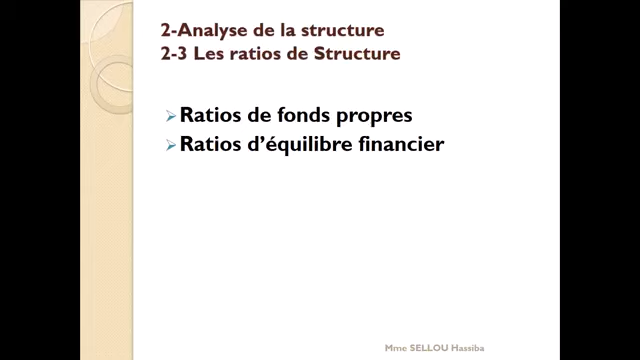 2-Analyse de la structure
2-3 Les ratios de Structure
Ratios de fonds propres
Ratios d’équilibre financier
Mme SELLOU Hassiba